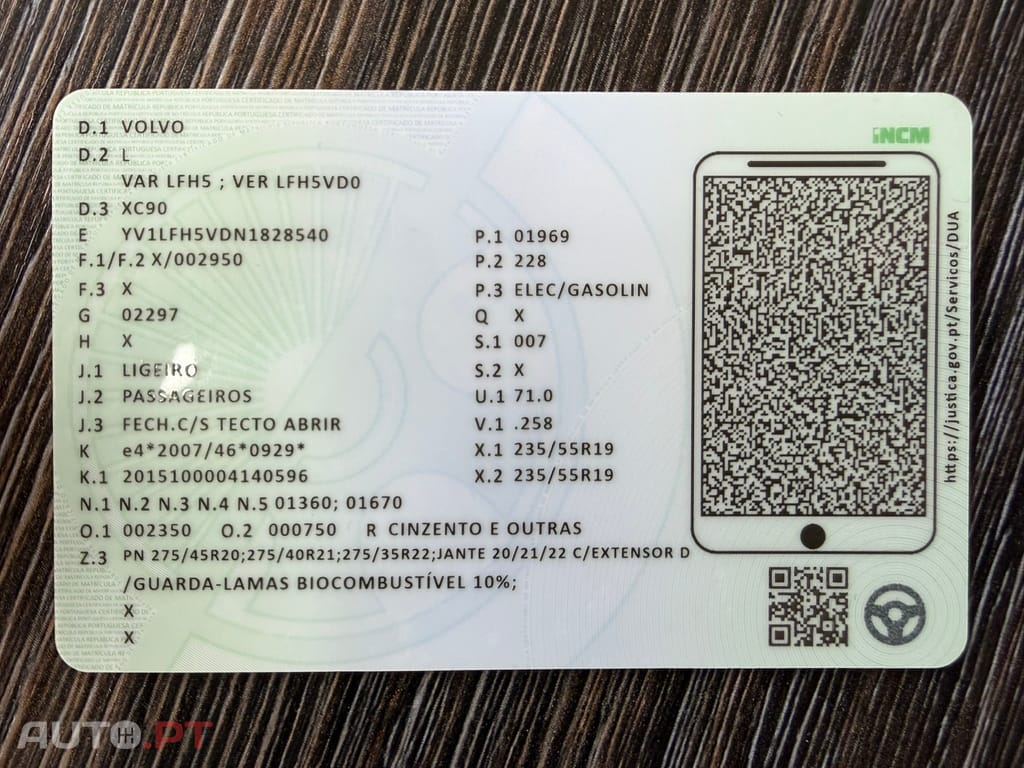 D.1 VOLVO
D.2 L
VAR LFH5 ; VER LFH5VD0
D.3 XC90
E YV1LFH5VDN1828540
F.1/F.2 X/002950
F.3 X
G 02297
H X
J.1 LIGEIRO
J.2 PASSAGEIROS
J.3 FECH.C/S TECTO ABRIR
K e4*2007/46*0929*
K.1 2015100004140596
P.1 01969
P.2 228
P.3 ELEC/GASOLIN
Q X
S.1 007
S.2 X
U.1 71.0
V.1 .258
X.1 235/55R19
X.2 235/55R19
N.1 N.2 N.3 N.4 N.5 01360; 01670
O.1 002350 O.2 000750 R CINZENTO E OUTRAS
Z.3 PN 275/45R20;275/40R21;275/35R22;JANTE 20/21/22 C/EXTENSOR D
/GUARDA-LAMAS BIOCOMBUSTÍVEL 10%;
X
X
INCM
https://justica.gov.pt/Servicos/DUA
AUTO.PT